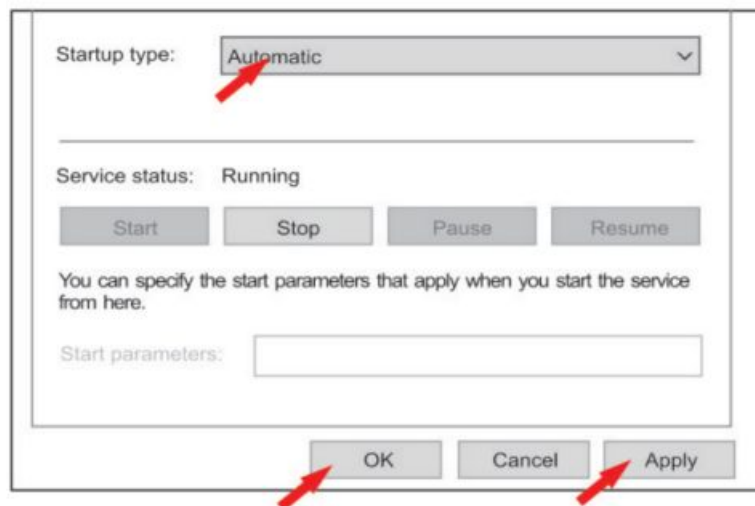 Startup type: Automatic
Service status: Running
Start Stop Pause Resume
You can specify the start parameters that apply when you start the service
from here.
Start parameters:
OK Cancel Apply